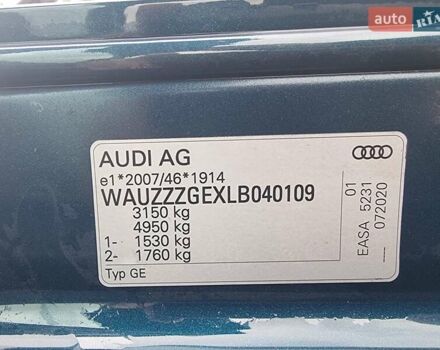 auto
RIA
AUDI AG
e1*2007/46*1914
WAUZZZGEXLB040109
3150 kg
4950 kg
1- 1530 kg
2- 1760 kg
Typ GE
01
EASA 5231
072020